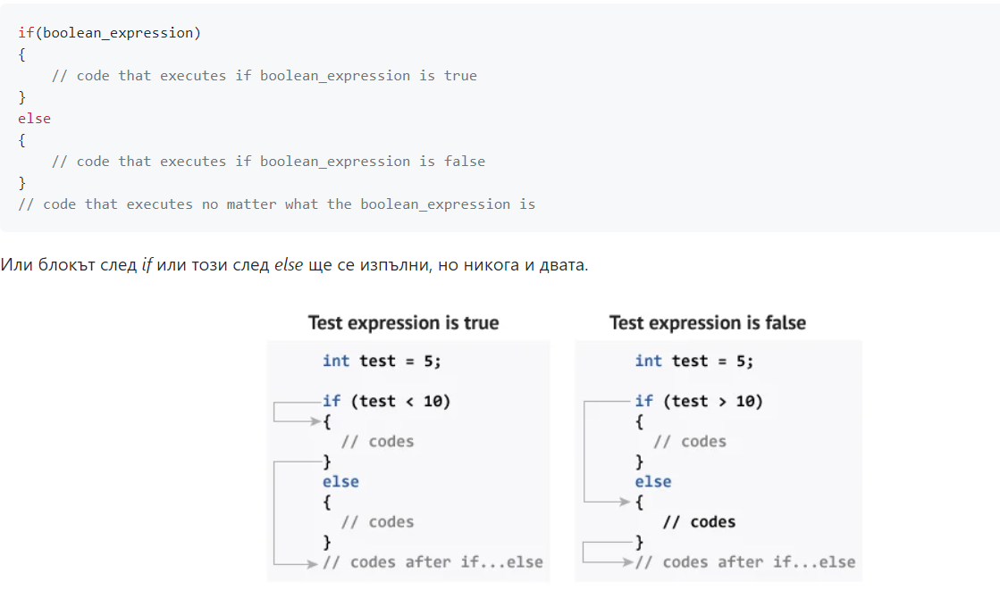 if(boolean_expression)
{
    // code that executes if boolean_expression is true
}
else
{
    // code that executes if boolean_expression is false
}
// code that executes no matter what the boolean_expression is
Или блокът след if или този след else ще се изпълни, но никога и двата.
Test expression is true
int test = 5;
if (test < 10)
{
  // codes
}
else
{
  // codes
}
// codes after if...else
Test expression is false
int test = 5;
if (test > 10)
{
  // codes
}
else
{
   // codes
}
// codes after if...else